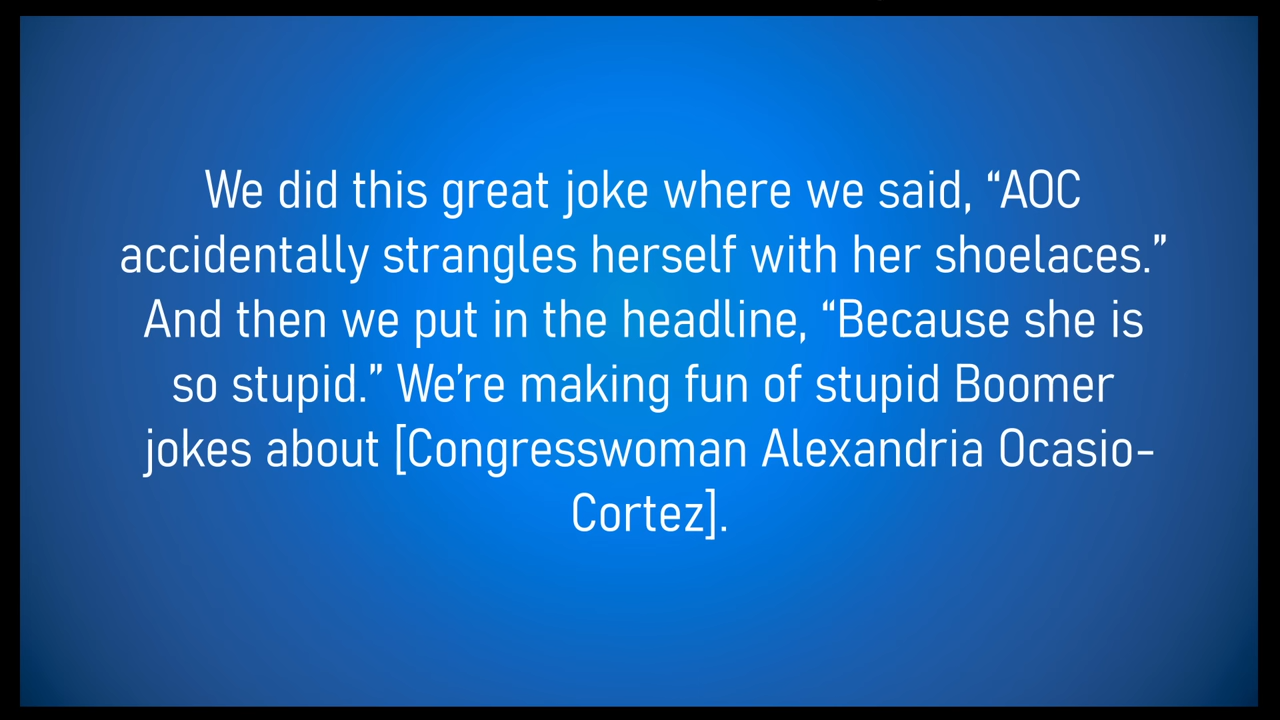 We did this great joke where we said, “AOC
accidentally strangles herself with her shoelaces.”
And then we put in the headline, “Because she is
so stupid.” We’re making fun of stupid Boomer
jokes about [Congresswoman Alexandria Ocasio-
Cortez].